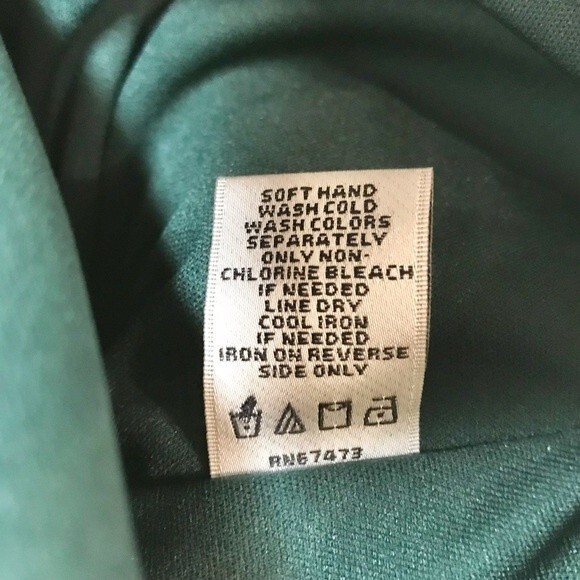 SOFT HAND
WASH COLD
WASH COLORS
SEPARATELY
ONLY NON-
CHLORINE BLEACH
IF NEEDED
LINE DRY
COOL IRON
IF NEEDED
IRON ON REVERSE
SIDE ONLY
RN67473